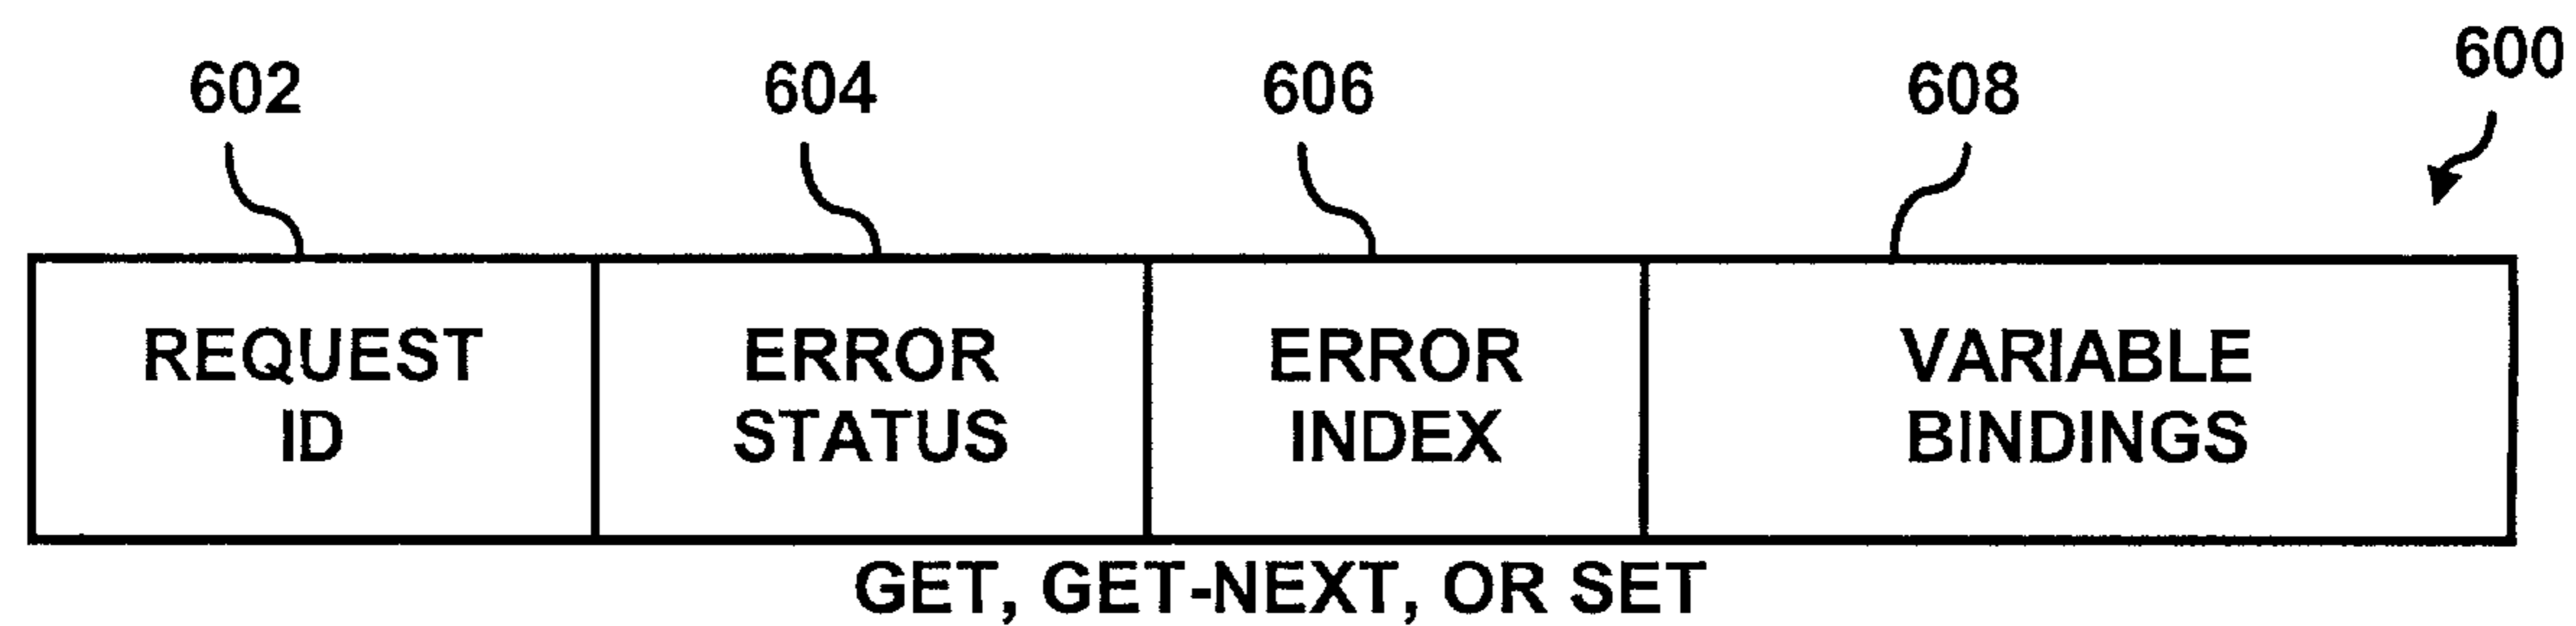 600
602 604 606 608
REQUEST ID
ERROR STATUS
ERROR INDEX
VARIABLE BINDINGS
GET, GET-NEXT, OR SET